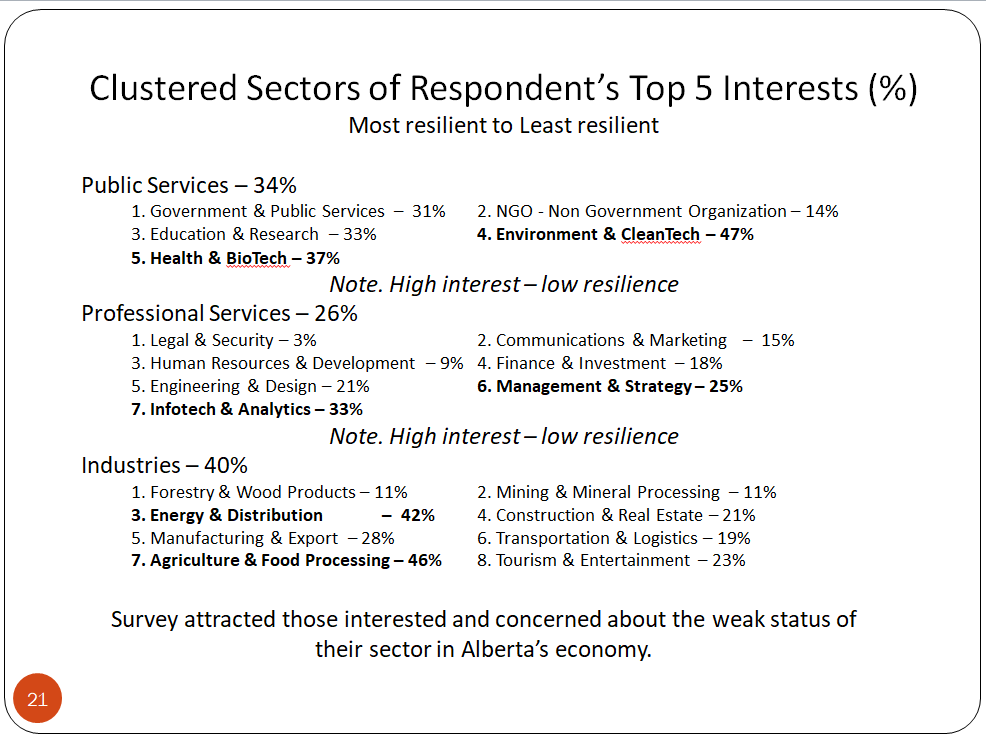 Clustered Sectors of Respondent's Top 5 Interests (%)
Most resilient to Least resilient
Public Services – 34%
1. Government & Public Services – 31% 2. NGO - Non Government Organization – 14%
3. Education & Research – 33% 4. Environment & CleanTech – 47%
5. Health & BioTech – 37%
Note. High interest – low resilience
Professional Services – 26%
1. Legal & Security – 3% 2. Communications & Marketing – 15%
3. Human Resources & Development – 9% 4. Finance & Investment – 18%
5. Engineering & Design – 21% 6. Management & Strategy – 25%
7. Infotech & Analytics – 33%
Note. High interest – low resilience
Industries – 40%
1. Forestry & Wood Products – 11% 2. Mining & Mineral Processing – 11%
3. Energy & Distribution – 42% 4. Construction & Real Estate – 21%
5. Manufacturing & Export – 28% 6. Transportation & Logistics – 19%
7. Agriculture & Food Processing – 46% 8. Tourism & Entertainment – 23%
Survey attracted those interested and concerned about the weak status of
their sector in Alberta's economy.
21